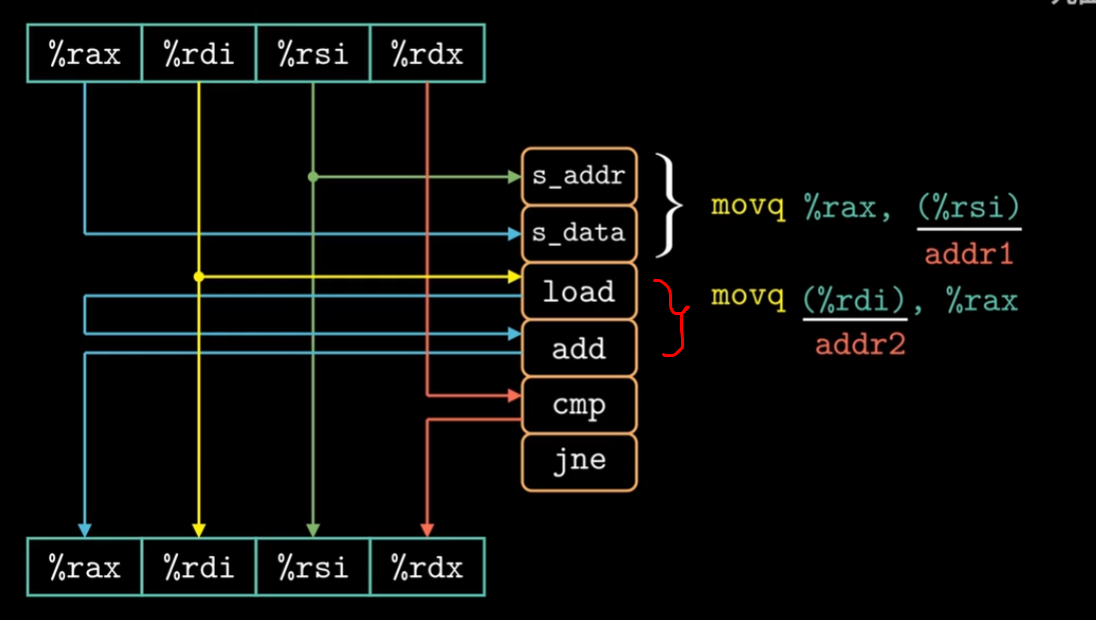 %rax %rdi %rsi %rdx
s_addr
s_data
movq %rax, (%rsi)
addr1
load
movq (%rdi), %rax
addr2
add
cmp
jne
%rax %rdi %rsi %rdx